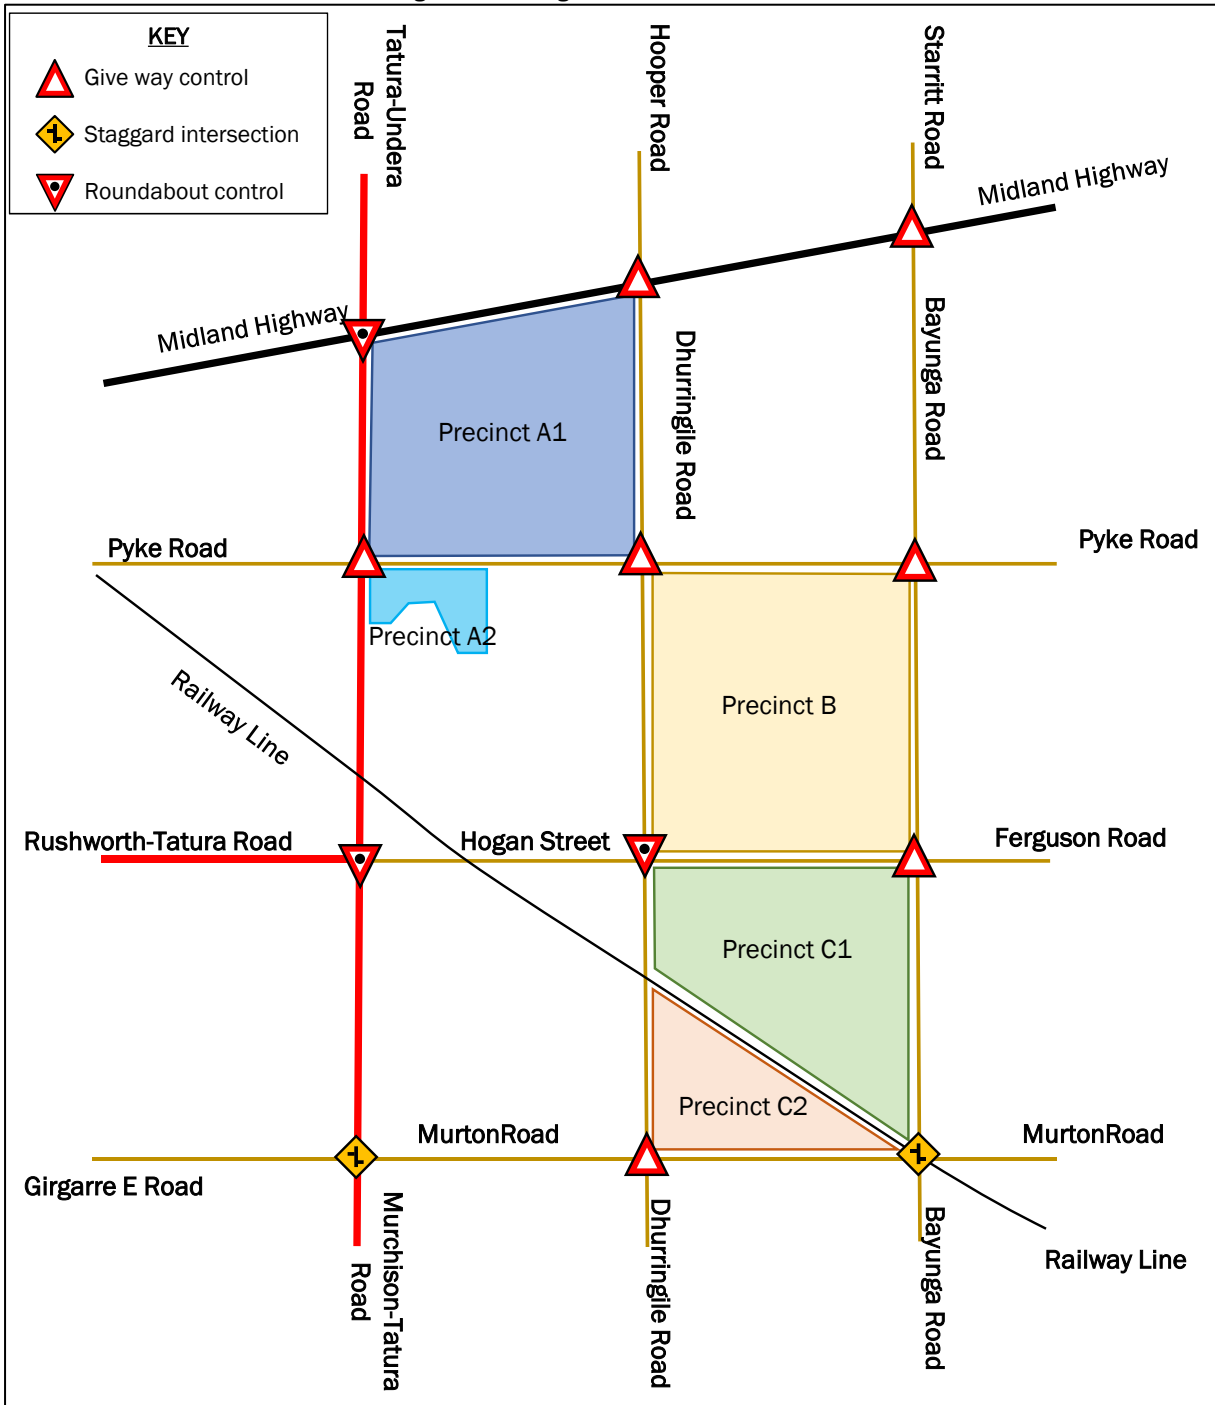 KEY
Give way control
Staggard intersection
Roundabout control
Tatura-Undera
Road
Hooper Road
Starritt Road
Midland Highway
Midland Highway
Bayunga Road
Dhurringile Road
Precinct A1
Pyke Road
Pyke Road
Precinct A2
Railway Line
Precinct B
Rushworth-Tatura Road
Hogan Street
Ferguson Road
Precinct C1
Precinct C2
MurtonRoad
MurtonRoad
Girgarre E Road
Murchison-Tatura
Road
Dhurringile Road
Bayunga Road
Railway Line